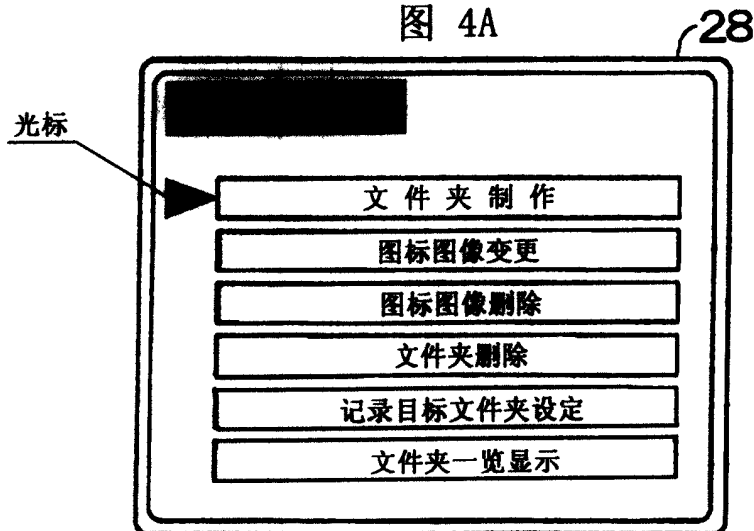 图 4A
28
光标
文件夹制作
图标图像变更
图标图像删除
文件夹删除
记录目标文件夹设定
文件夹一览显示